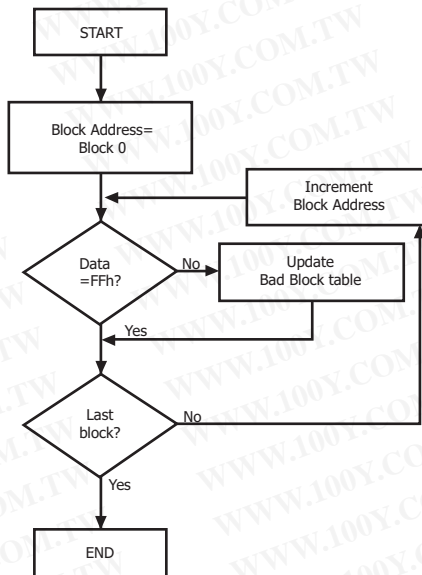 START
Block Address=
Block 0
Increment
Block Address
Data
=FFh?
No
Update
Bad Block table
Yes
Last
block?
No
Yes
END
WWW.100Y.COM.TW